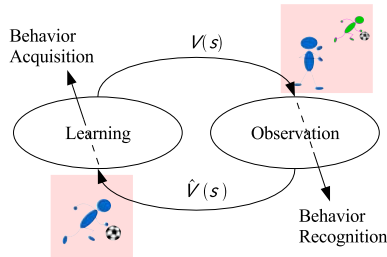 Behavior
Acquisition
V(s)
Learning
Observation
V̂(s)
Behavior
Recognition